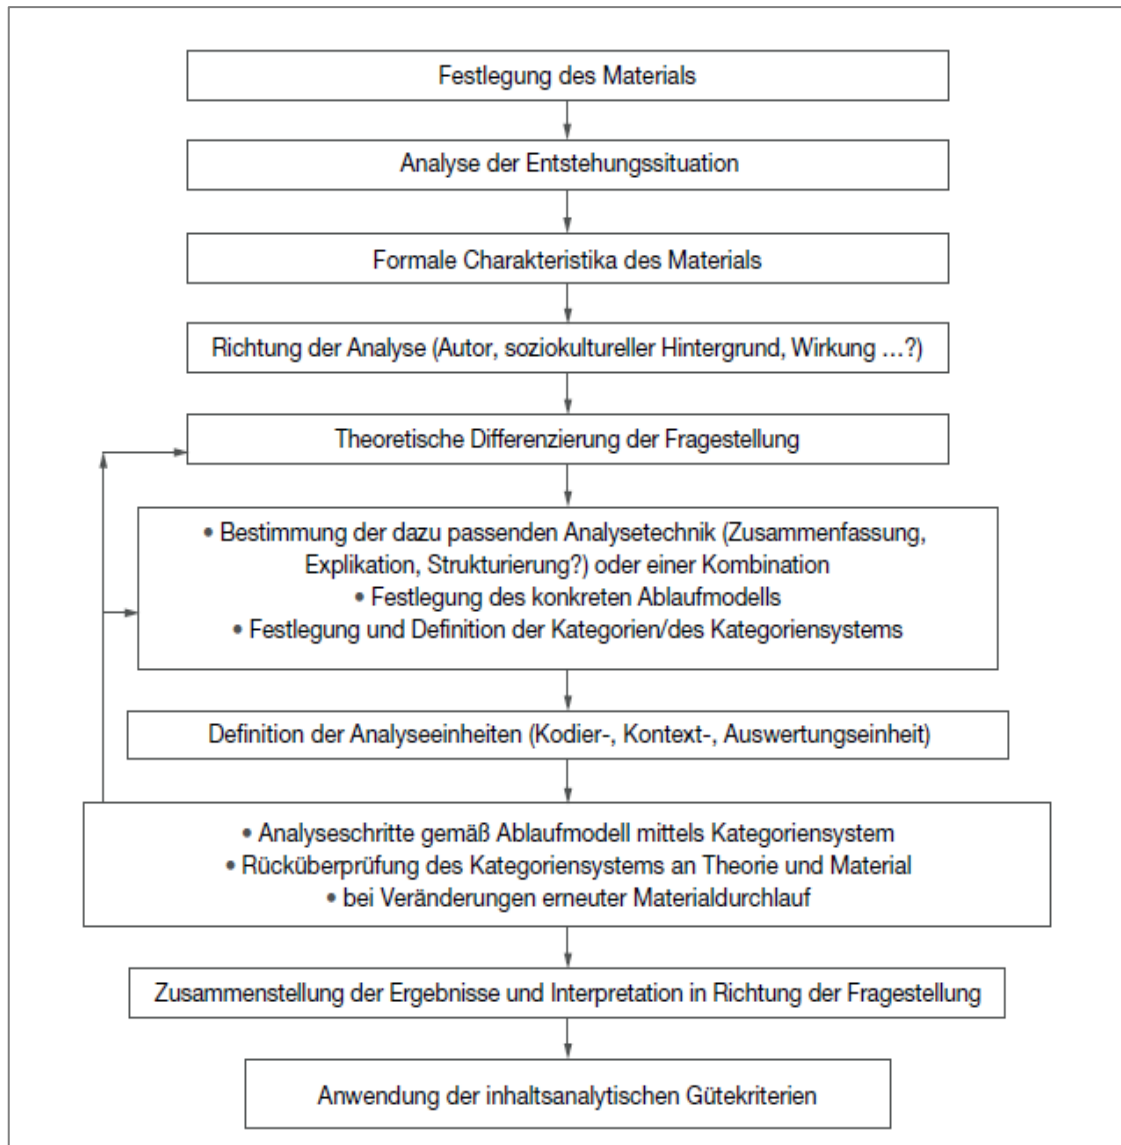 Festlegung des Materials
Analyse der Entstehungssituation
Formale Charakteristika des Materials
Richtung der Analyse (Autor, soziokultureller Hintergrund, Wirkung …?)
Theoretische Differenzierung der Fragestellung
• Bestimmung der dazu passenden Analysetechnik (Zusammenfassung,
Explikation, Strukturierung?) oder einer Kombination
• Festlegung des konkreten Ablaufmodells
• Festlegung und Definition der Kategorien/des Kategoriensystems
Definition der Analyseeinheiten (Kodier-, Kontext-, Auswertungseinheit)
• Analyseschritte gemäß Ablaufmodell mittels Kategoriensystem
• Rücküberprüfung des Kategoriensystems an Theorie und Material
• bei Veränderungen erneuter Materialdurchlauf
Zusammenstellung der Ergebnisse und Interpretation in Richtung der Fragestellung
Anwendung der inhaltsanalytischen Gütekriterien